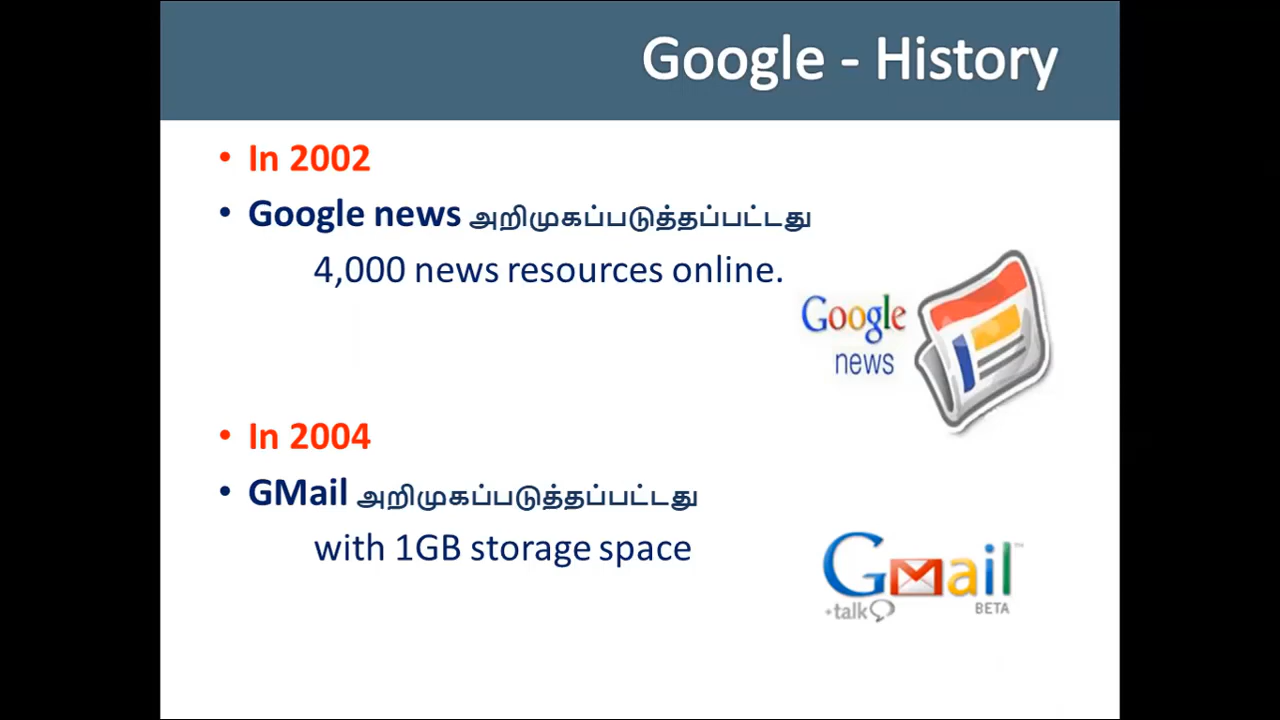 Google - History
• In 2002
• Google news அறிமுகப்படுத்தப்பட்டது
4,000 news resources online.
Google
news
• In 2004
• GMail அறிமுகப்படுத்தப்பட்டது
with 1GB storage space
Gmail™
+talk BETA